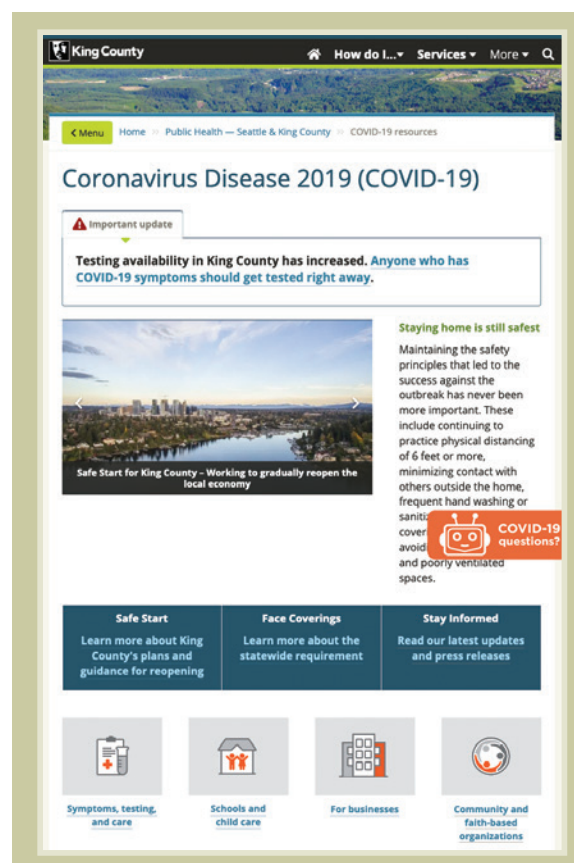 King County
How do I...
Services
More
Menu
Home » Public Health — Seattle & King County » COVID-19 resources
Coronavirus Disease 2019 (COVID-19)
Important update
Testing availability in King County has increased. Anyone who has
COVID-19 symptoms should get tested right away.
Safe Start for King County – Working to gradually reopen the
local economy
Staying home is still safest
Maintaining the safety
principles that led to the
success against the
outbreak has never been
more important. These
include continuing to
practice physical distancing
of 6 feet or more,
minimizing contact with
others outside the home,
frequent hand washing or
saniti
coveri
avoidi
and poorly ventilated
spaces.
COVID-19
questions?
Safe Start
Learn more about King
County's plans and
guidance for reopening
Face Coverings
Learn more about the
statewide requirement
Stay Informed
Read our latest updates
and press releases
Symptoms, testing,
and care
Schools and
child care
For businesses
Community and
faith-based
organizations